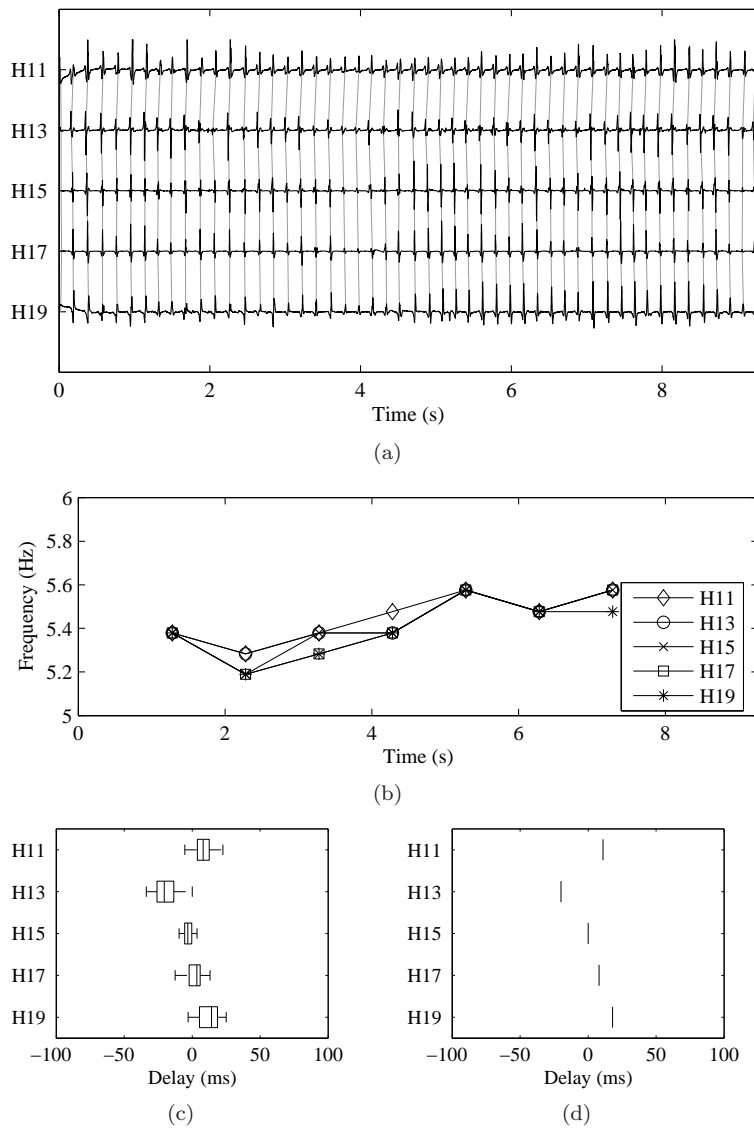 H11
H13
H15
H17
H19
0 2 4 6 8
Time (s)
(a)
Frequency (Hz)
6
5.8
5.6
5.4
5.2
5
H11
H13
H15
H17
H19
0 2 4 6 8
Time (s)
(b)
H11
H13
H15
H17
H19
−100 −50 0 50 100
Delay (ms)
(c)
H11
H13
H15
H17
H19
−100 −50 0 50 100
Delay (ms)
(d)